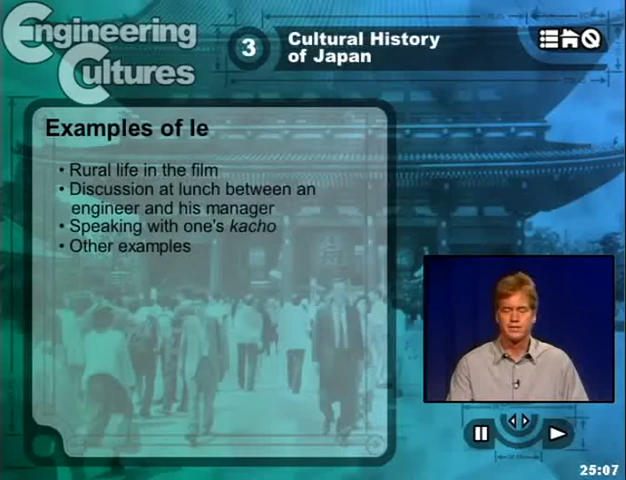 Engineering
Cultures
3
Cultural History
of Japan
Examples of Ie
• Rural life in the film
• Discussion at lunch between an
engineer and his manager
• Speaking with one's kacho
• Other examples
25:07